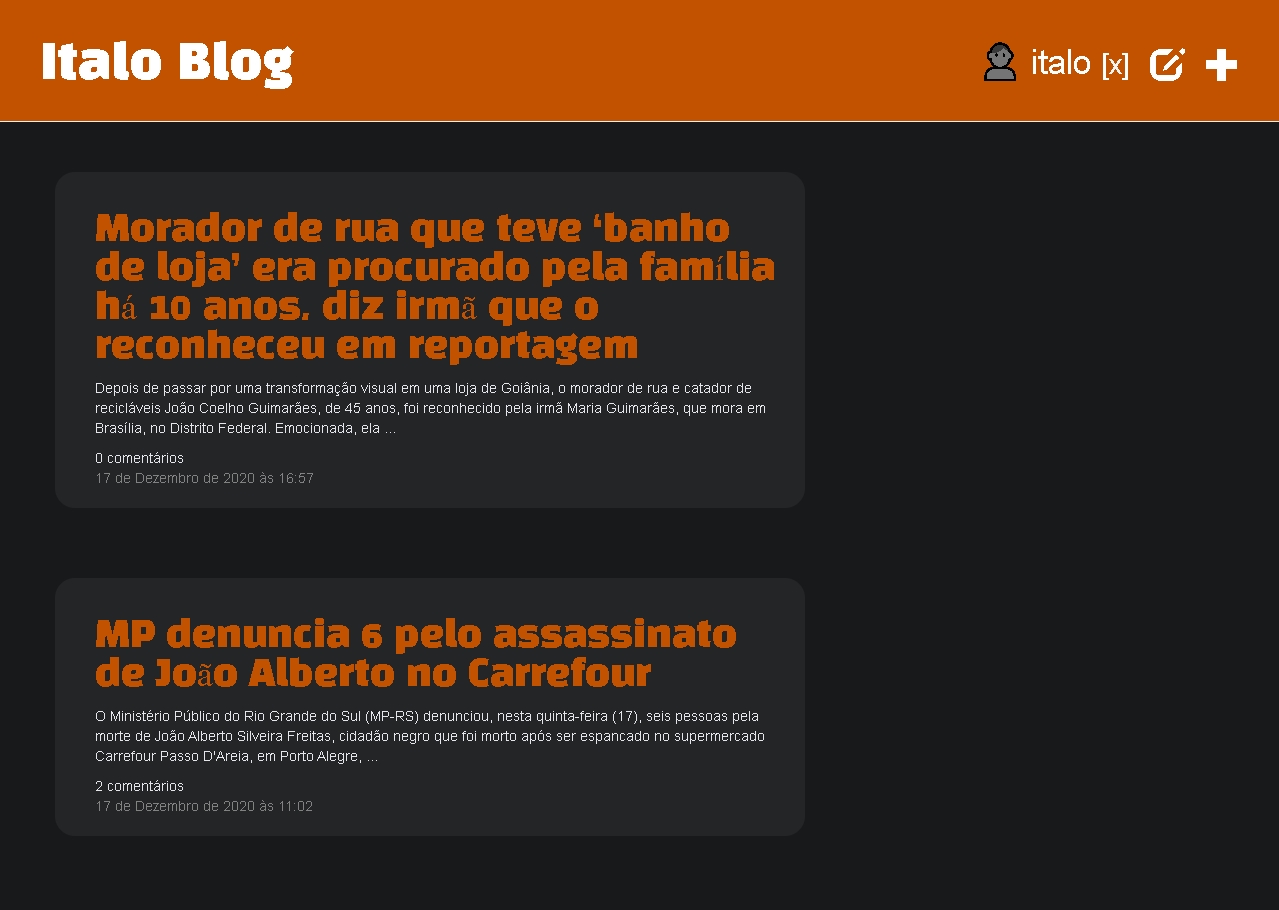 Italo Blog
italo [x]
Morador de rua que teve ‘banho
de loja’ era procurado pela família
há 10 anos, diz irmã que o
reconheceu em reportagem
Depois de passar por uma transformação visual em uma loja de Goiânia, o morador de rua e catador de
recicláveis João Coelho Guimarães, de 45 anos, foi reconhecido pela irmã Maria Guimarães, que mora em
Brasília, no Distrito Federal. Emocionada, ela ...
0 comentários
17 de Dezembro de 2020 às 16:57
MP denuncia 6 pelo assassinato
de João Alberto no Carrefour
O Ministério Público do Rio Grande do Sul (MP-RS) denunciou, nesta quinta-feira (17), seis pessoas pela
morte de João Alberto Silveira Freitas, cidadão negro que foi morto após ser espancado no supermercado
Carrefour Passo D'Areia, em Porto Alegre, ...
2 comentários
17 de Dezembro de 2020 às 11:02